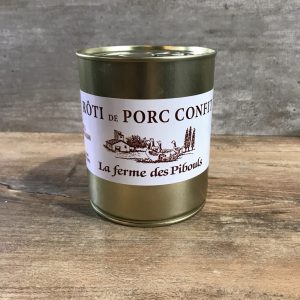 RÔTI DE PORC CONFIT
La ferme des Pibouls